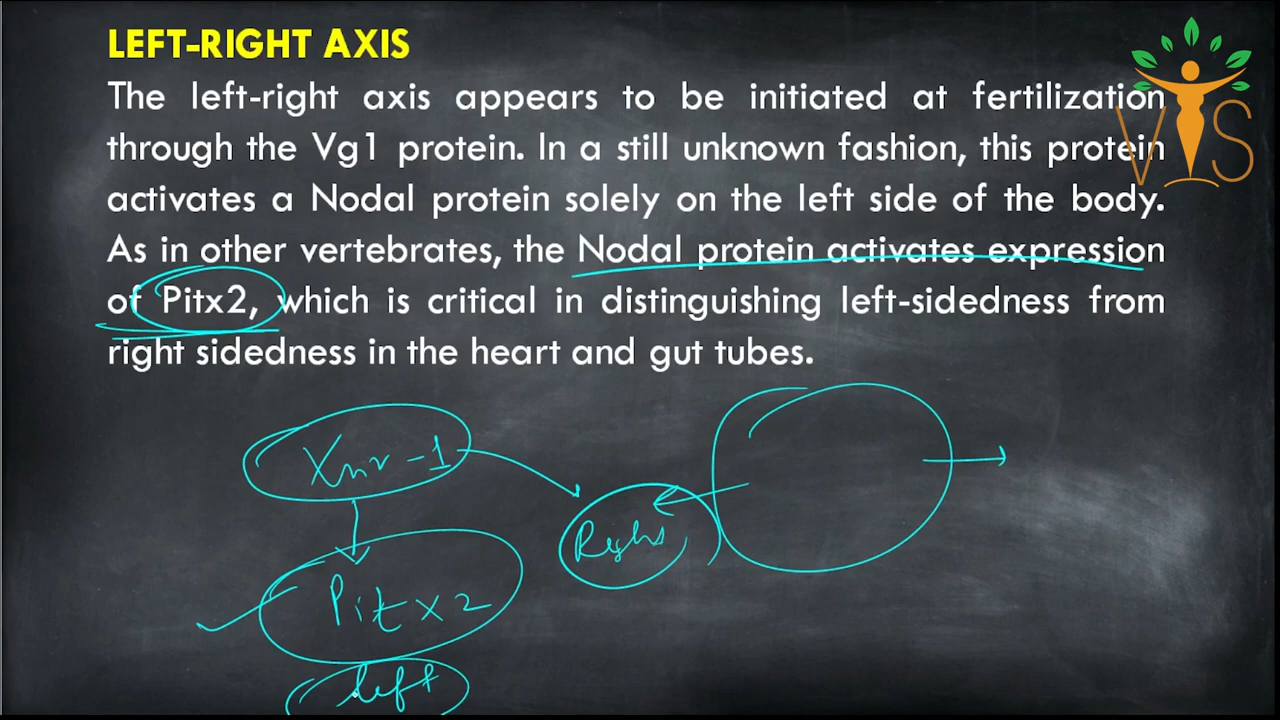 LEFT-RIGHT AXIS
The left-right axis appears to be initiated at fertilization
through the Vg1 protein. In a still unknown fashion, this protein
activates a Nodal protein solely on the left side of the body.
As in other vertebrates, the Nodal protein activates expression
of Pitx2, which is critical in distinguishing left-sidedness from
right sidedness in the heart and gut tubes.
V S
Xnr-1
Right
Pitx2
left